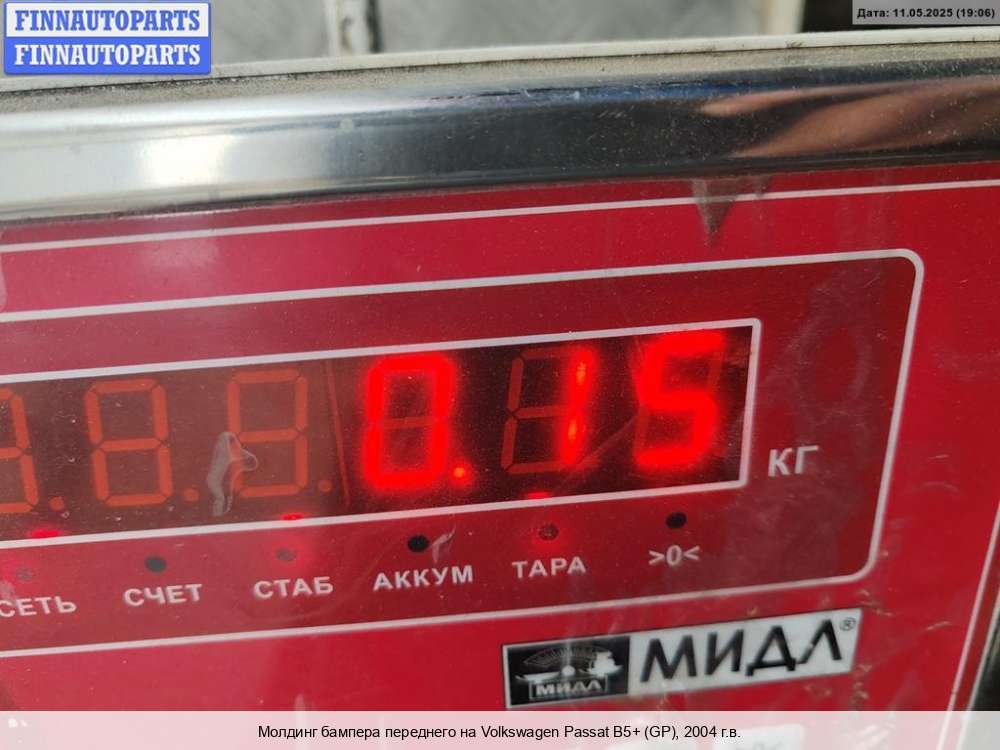 FINNAUTOPARTS
FINNAUTOPARTS
Дата: 11.05.2025 (19:06)
0.15
КГ
СЕТЬ СЧЕТ СТАБ АККУМ ТАРА >0<
МИДЛ МИДЛ®
Молдинг бампера переднего на Volkswagen Passat B5+ (GP), 2004 г.в.